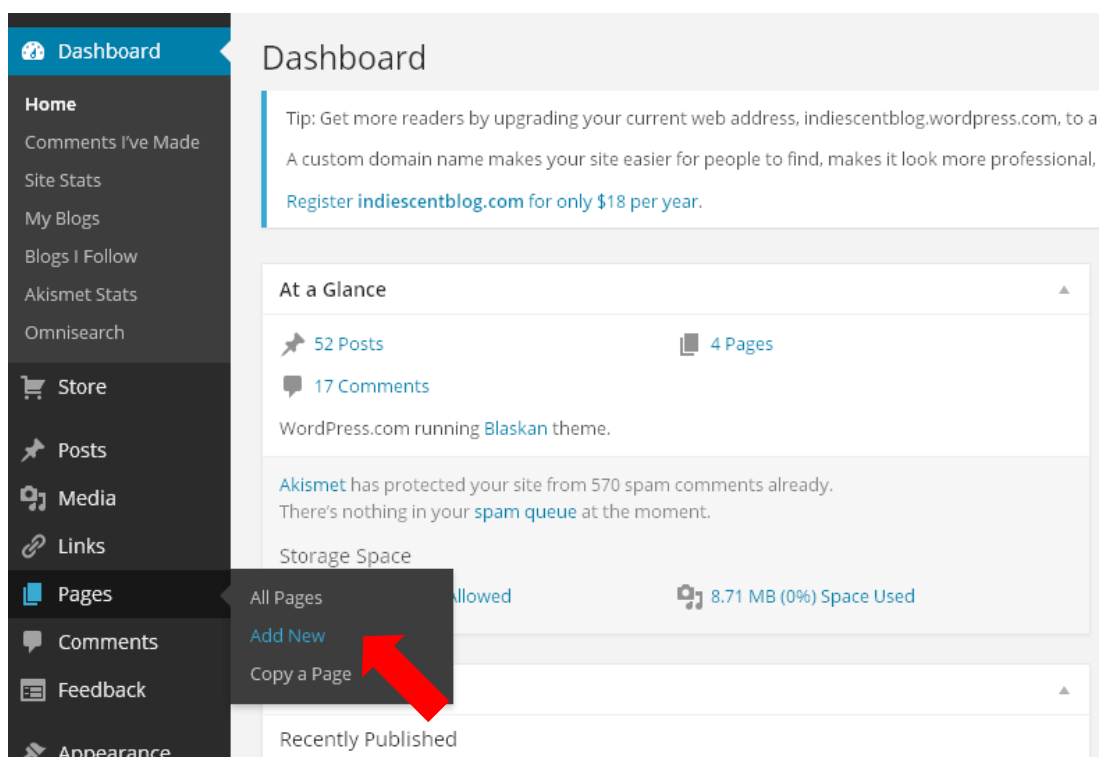 Dashboard
Home
Comments I've Made
Site Stats
My Blogs
Blogs I Follow
Akismet Stats
Omnisearch
Store
Posts
Media
Links
Pages
Comments
Feedback
Appearance
All Pages
Add New
Copy a Page
Dashboard
Tip: Get more readers by upgrading your current web address, indiescentblog.wordpress.com, to a
A custom domain name makes your site easier for people to find, makes it look more professional,
Register indiescentblog.com for only $18 per year.
At a Glance
52 Posts
4 Pages
17 Comments
WordPress.com running Blaskan theme.
Akismet has protected your site from 570 spam comments already.
There's nothing in your spam queue at the moment.
Storage Space
8.71 MB (0%) Space Used
Recently Published